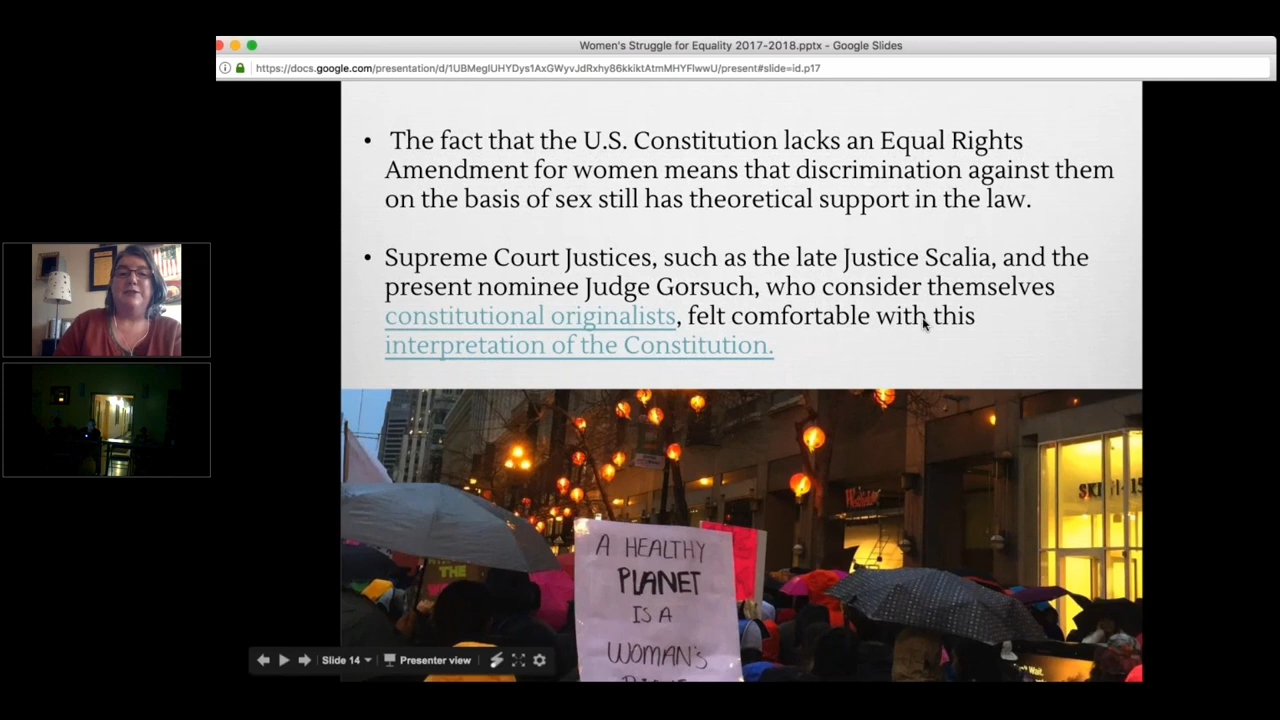 Women's Struggle for Equality 2017-2018.pptx - Google Slides
https://docs.google.com/presentation/d/1UBMegIUHYDys1AxGWyvJdRxhy86kkiktAtmMHYFlwwU/present#slide=id.p17
• The fact that the U.S. Constitution lacks an Equal Rights
Amendment for women means that discrimination against them
on the basis of sex still has theoretical support in the law.
• Supreme Court Justices, such as the late Justice Scalia, and the
present nominee Judge Gorsuch, who consider themselves
constitutional originalists, felt comfortable with this
interpretation of the Constitution.
THE
A HEALTHY
PLANET
IS A
WOMAN'S
Slide 14
Presenter view